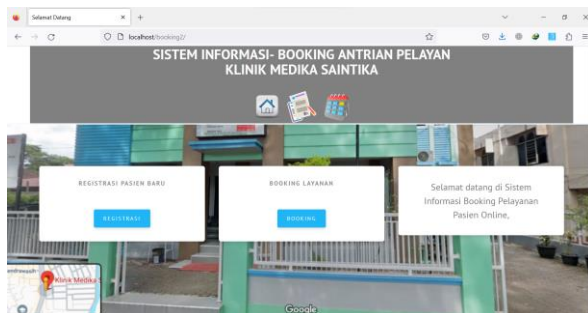 Selamat Datang
localhost/booking2/
SISTEM INFORMASI- BOOKING ANTRIAN PELAYAN
KLINIK MEDIKA SAINTIKA
REGISTRASI PASIEN BARU
REGISTRASI
BOOKING LAYANAN
BOOKING
Selamat datang di Sistem
Informasi Booking Pelayanan
Pasien Online,
Klinik Medika
Google